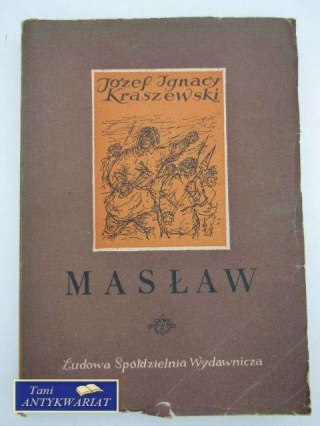 Józef Ignacy
Kraszewski
MASŁAW
Ludowa Spółdzielnia Wydawnicza
Tani
ANTYKWARIAT